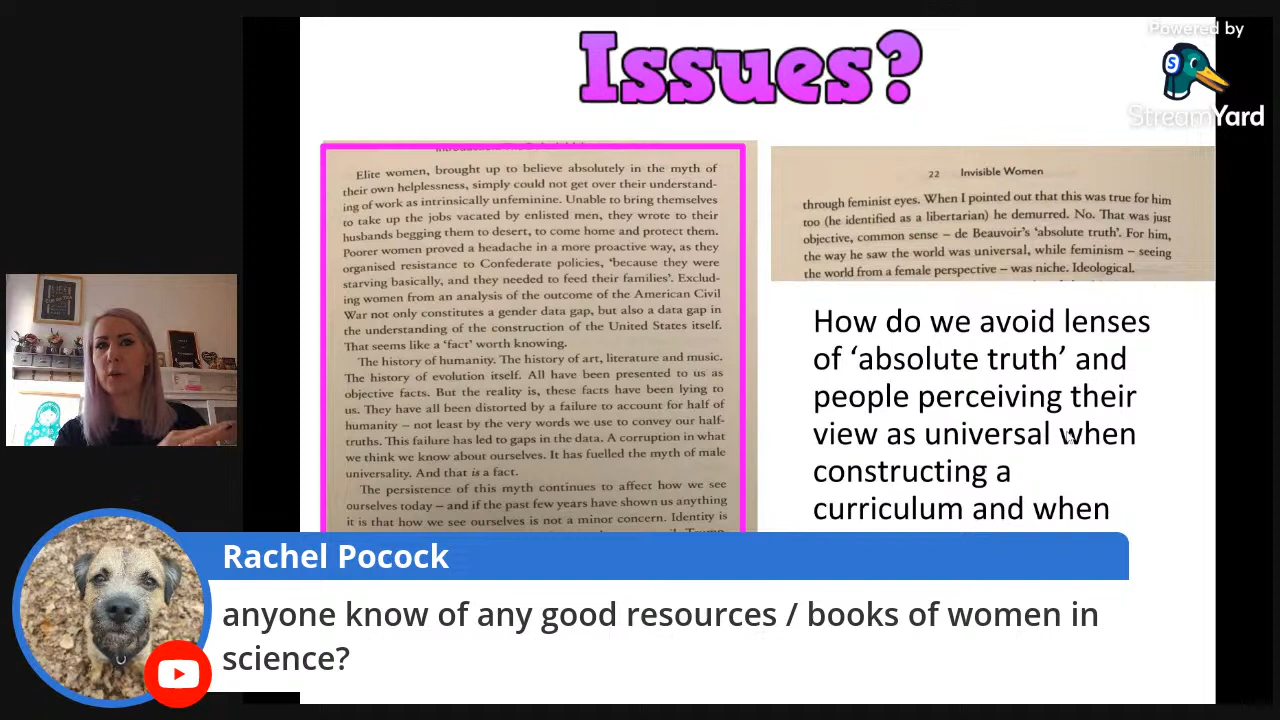 Powered by
StreamYard
Issues?
Elite women, brought up to believe absolutely in the myth of
their own helplessness, simply could not get over their understand-
ing of work as intrinsically unfeminine. Unable to bring themselves
to take up the jobs vacated by enlisted men, they wrote to their
husbands begging them to desert, to come home and protect them.
Poorer women proved a headache in a more proactive way, as they
organised resistance to Confederate policies, ‘because they were
starving basically, and they needed to feed their families’. Exclud-
ing women from an analysis of the outcome of the American Civil
War not only constitutes a gender data gap, but also a data gap in
the understanding of the construction of the United States itself.
That seems like a ‘fact’ worth knowing.
The history of humanity. The history of art, literature and music.
The history of evolution itself. All have been presented to us as
objective facts. But the reality is, these facts have been lying to
us. They have all been distorted by a failure to account for half of
humanity – not least by the very words we use to convey our half-
truths. This failure has led to gaps in the data. A corruption in what
we think we know about ourselves. It has fuelled the myth of male
universality. And that is a fact.
The persistence of this myth continues to affect how we see
ourselves today – and if the past few years have shown us anything
it is that how we see ourselves is not a minor concern. Identity is
22 Invisible Women
through feminist eyes. When I pointed out that this was true for him
too (he identified as a libertarian) he demurred. No. That was just
objective, common sense – de Beauvoir’s ‘absolute truth’. For him,
the way he saw the world was universal, while feminism – seeing
the world from a female perspective – was niche. Ideological.
How do we avoid lenses
of ‘absolute truth’ and
people perceiving their
view as universal when
constructing a
curriculum and when
Rachel Pocock
anyone know of any good resources / books of women in
science?